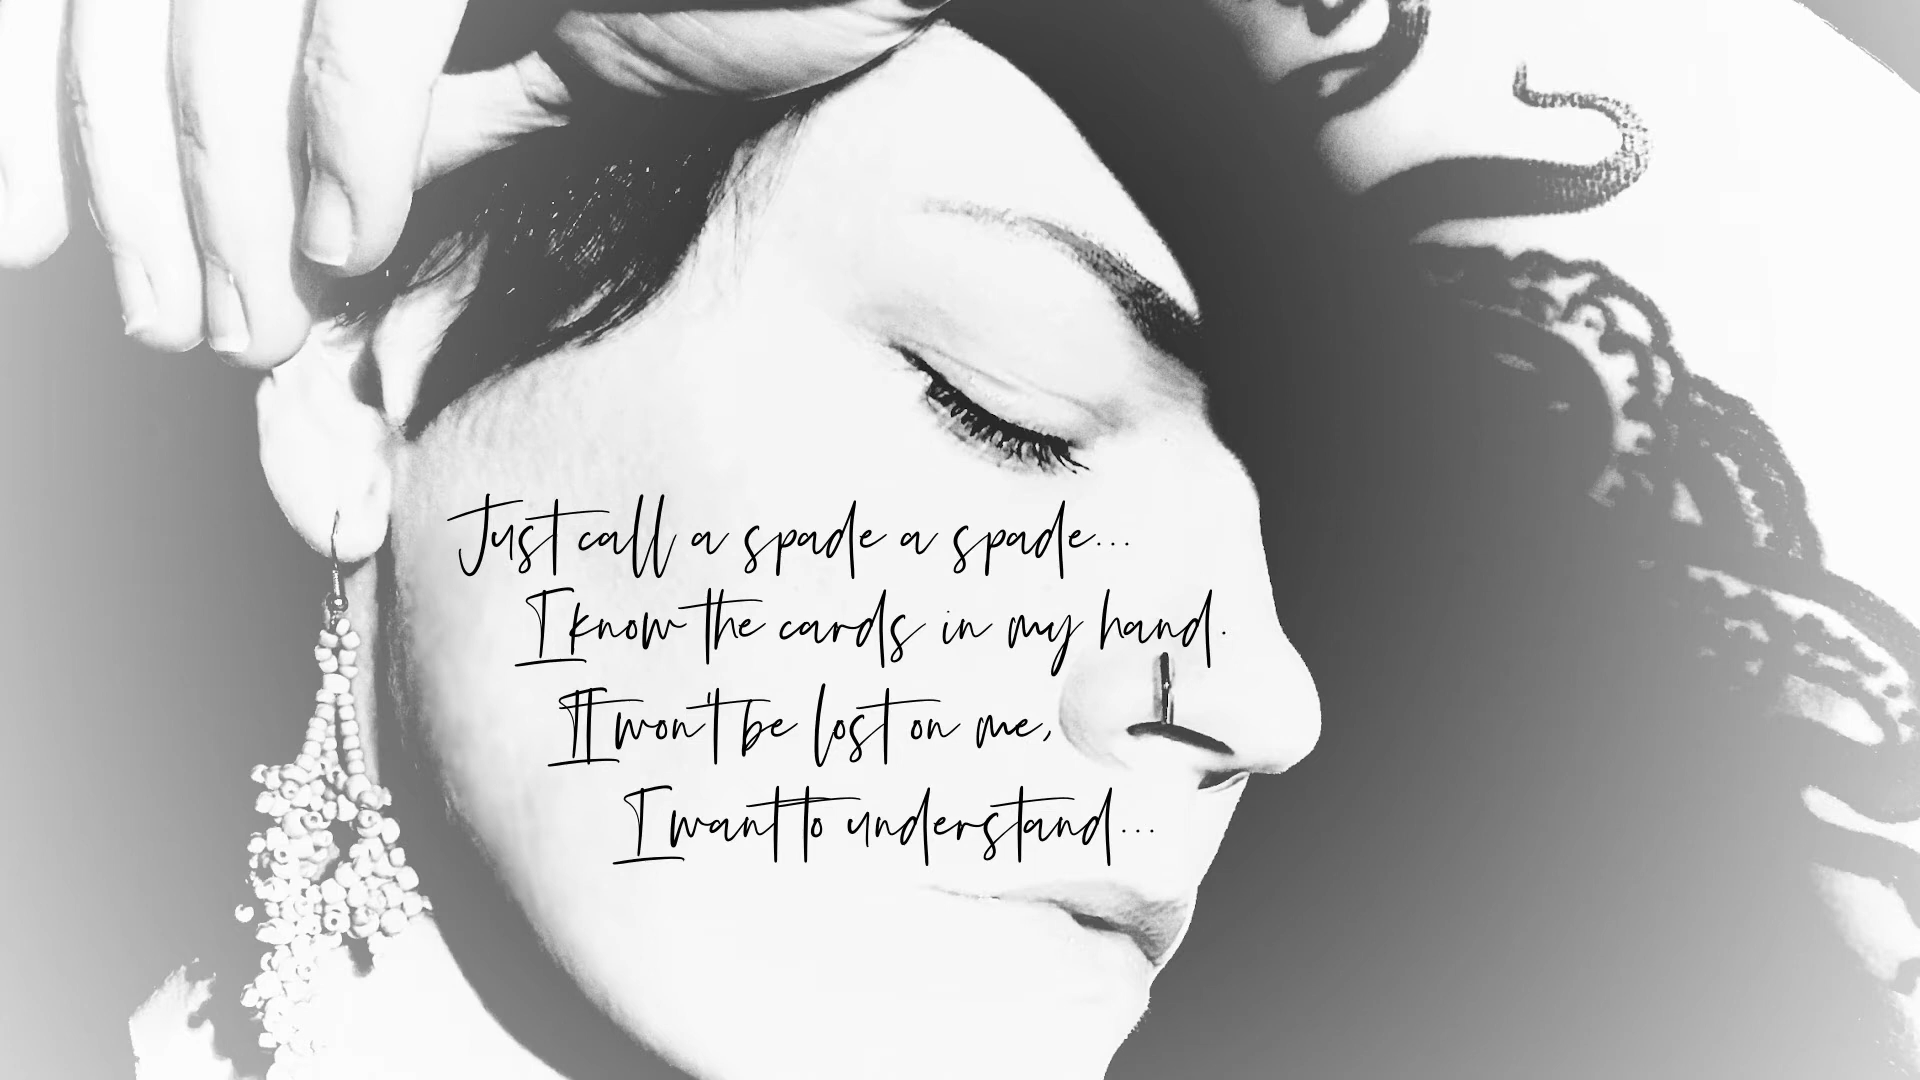 Just call a spade a spade...
I know the cards in my hand.
It won't be lost on me,
I want to understand...